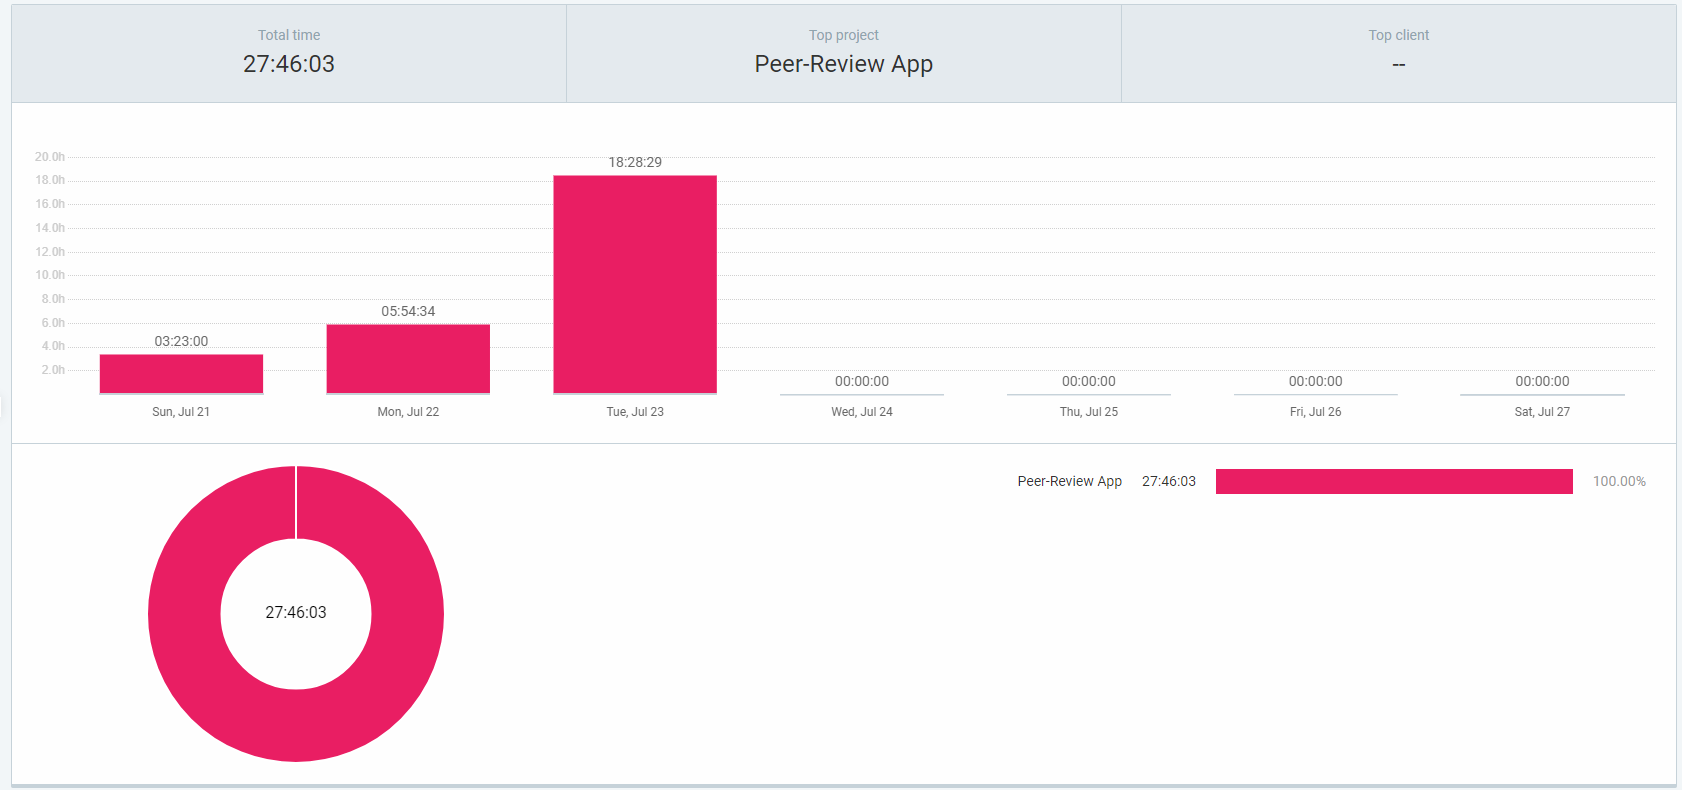 Total time
27:46:03
Top project
Peer-Review App
Top client
--
20.0h
18.0h
16.0h
14.0h
12.0h
10.0h
8.0h
6.0h
4.0h
2.0h
03:23:00
05:54:34
18:28:29
00:00:00
00:00:00
00:00:00
00:00:00
Sun, Jul 21
Mon, Jul 22
Tue, Jul 23
Wed, Jul 24
Thu, Jul 25
Fri, Jul 26
Sat, Jul 27
27:46:03
Peer-Review App 27:46:03 100.00%